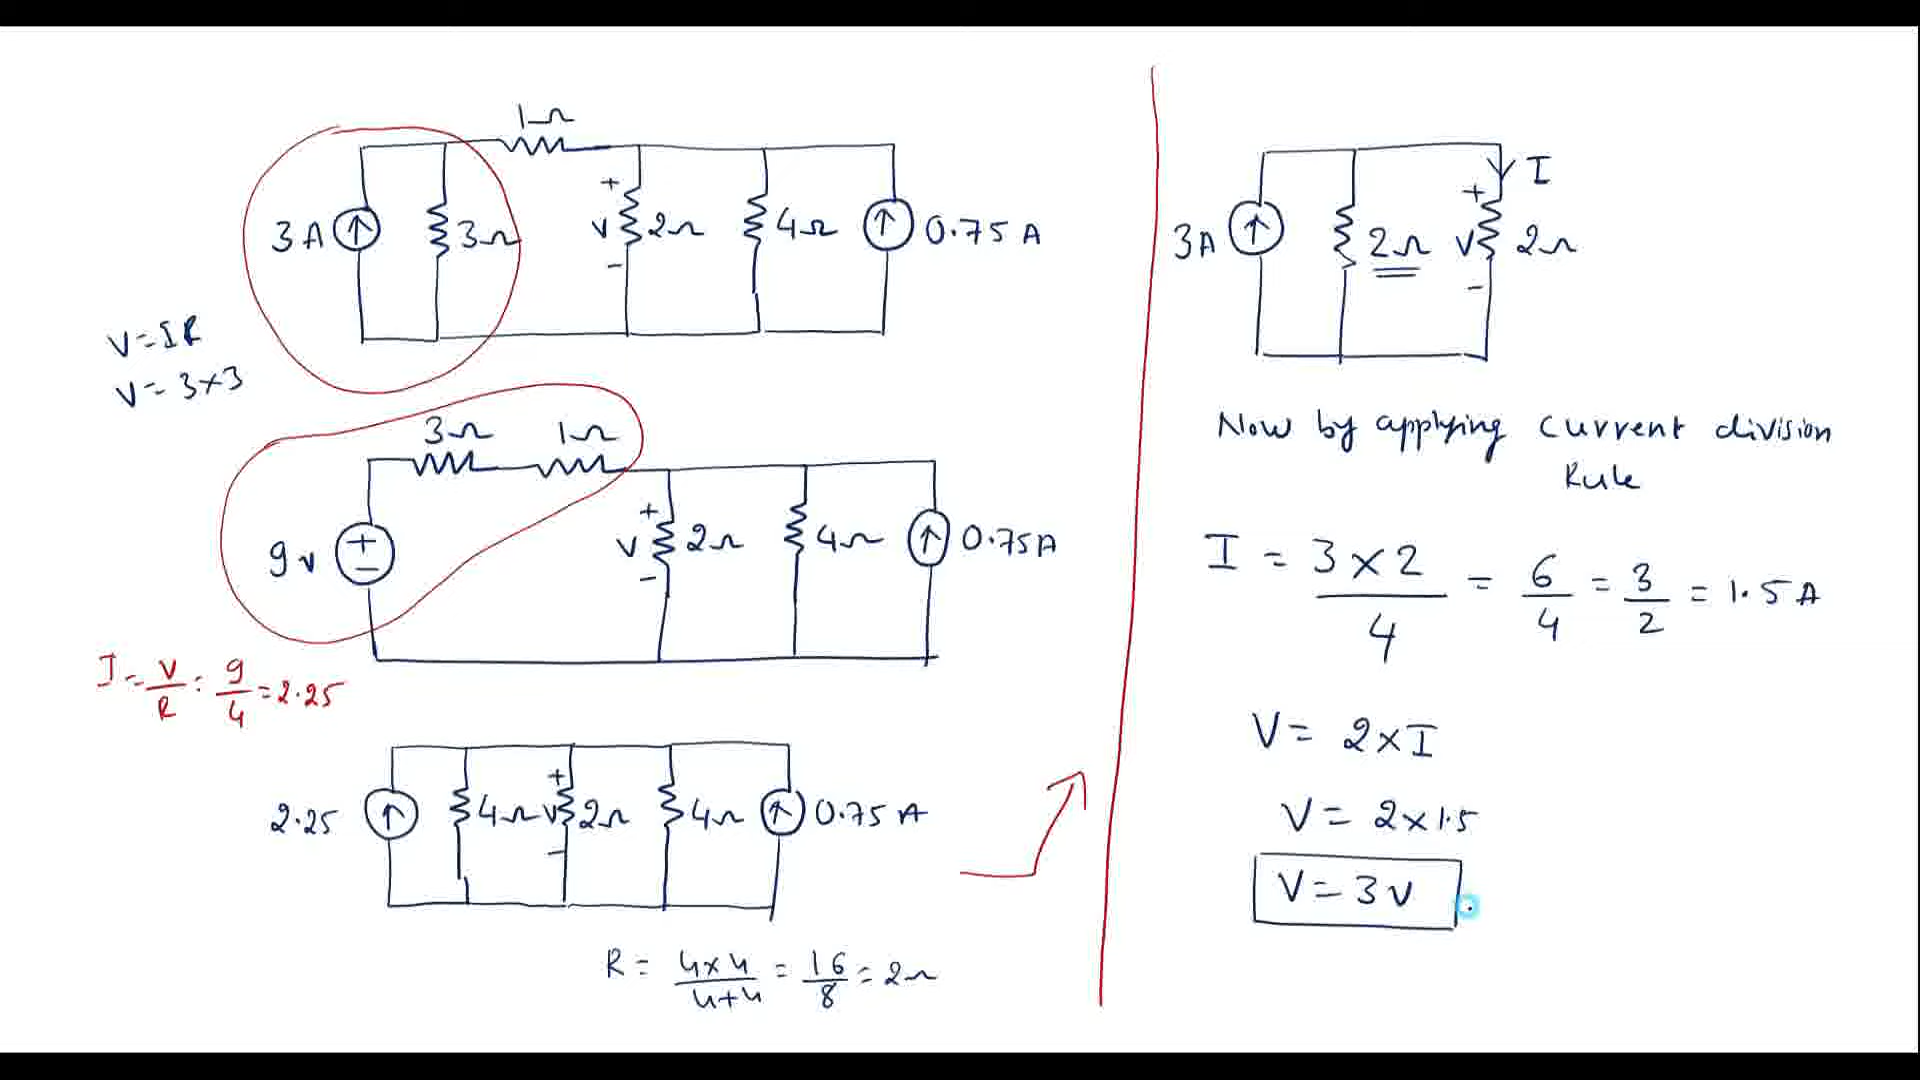 1Ω
3A 3Ω + V - 2Ω 4Ω 0.75 A
V = IR
V = 3×3
3Ω 1Ω
9v + - + V - 2Ω 4Ω 0.75A
I = V/R = 9/4 = 2.25
2.25 4Ω + V - 2Ω 4Ω 0.75 A
R = 4×4/4+4 = 16/8 = 2Ω
I
3A 2Ω + V - 2Ω
Now by applying current division
Rule
I = 3×2/4 = 6/4 = 3/2 = 1.5 A
V = 2×I
V = 2×1.5
V = 3v